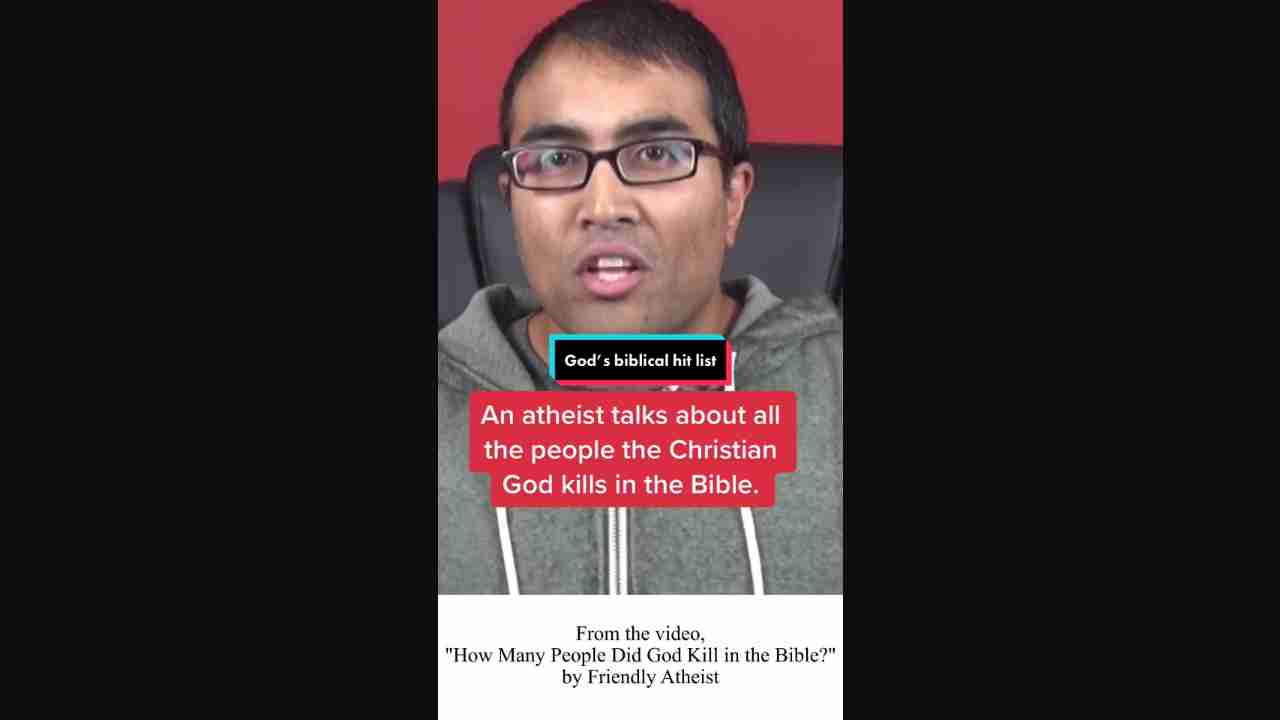 God's biblical hit list
An atheist talks about all
the people the Christian
God kills in the Bible.
From the video,
"How Many People Did God Kill in the Bible?"
by Friendly Atheist